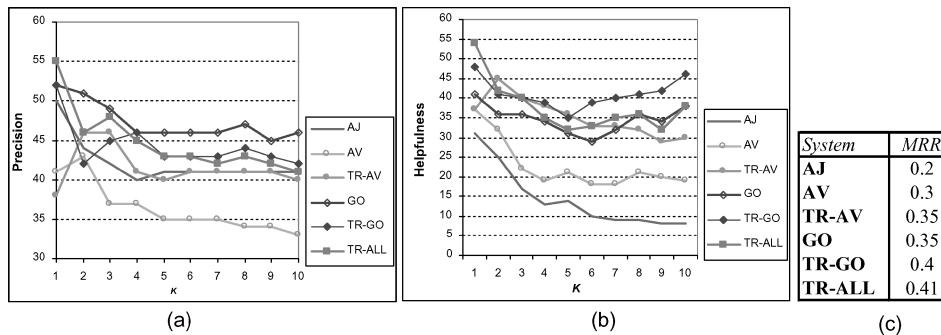 60
55
50
45
40
35
30
Precision
1 2 3 4 5 6 7 8 9 10
K
AJ
AV
TR-AV
GO
TR-GO
TR-ALL
(a)
60
55
50
45
40
35
30
25
20
15
10
5
0
Helpfulness
1 2 3 4 5 6 7 8 9 10
K
AJ
AV
TR-AV
GO
TR-GO
TR-ALL
(b)
System MRR
AJ 0.2
AV 0.3
TR-AV 0.35
GO 0.35
TR-GO 0.4
TR-ALL 0.41
(c)